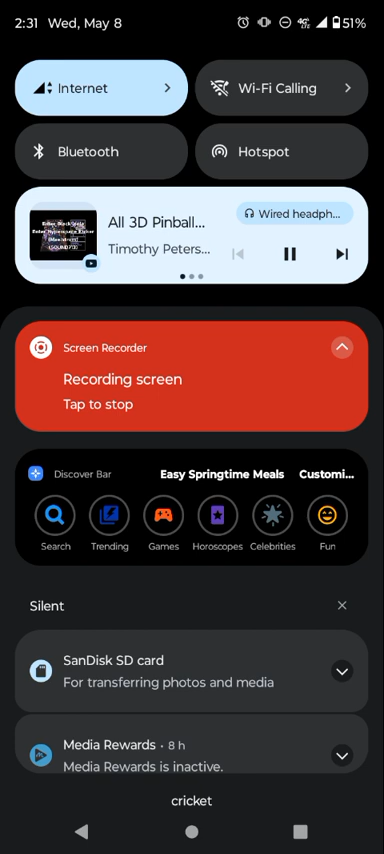 2:31 Wed, May 8 4G LTE 51%
Internet
Wi-Fi Calling
Bluetooth
Hotspot
Wired headph...
All 3D Pinball...
Timothy Peters...
Screen Recorder
Recording screen
Tap to stop
Discover Bar
Easy Springtime Meals Customi...
Search Trending Games Horoscopes Celebrities Fun
Silent
SanDisk SD card
For transferring photos and media
Media Rewards • 8 h
Media Rewards is inactive.
cricket